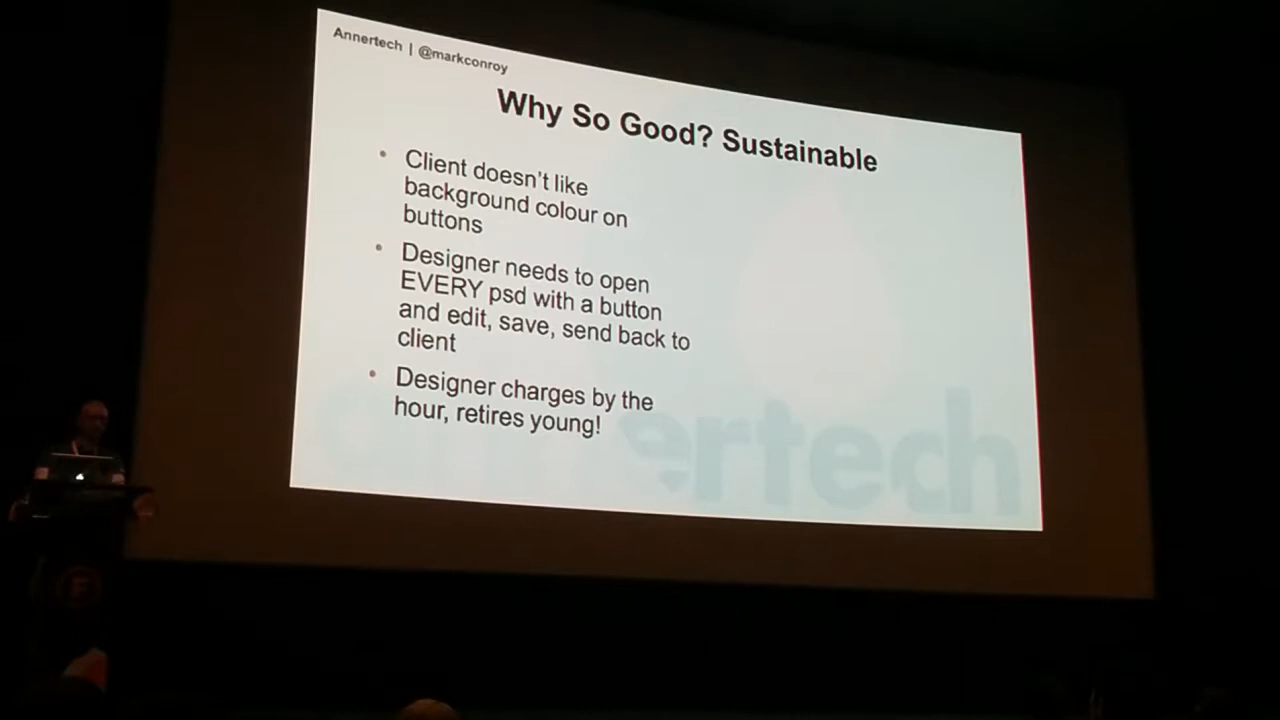 Annertech | @markconroy
Why So Good? Sustainable
• Client doesn't like
background colour on
buttons
• Designer needs to open
EVERY psd with a button
and edit, save, send back to
client
• Designer charges by the
hour, retires young!
annertech